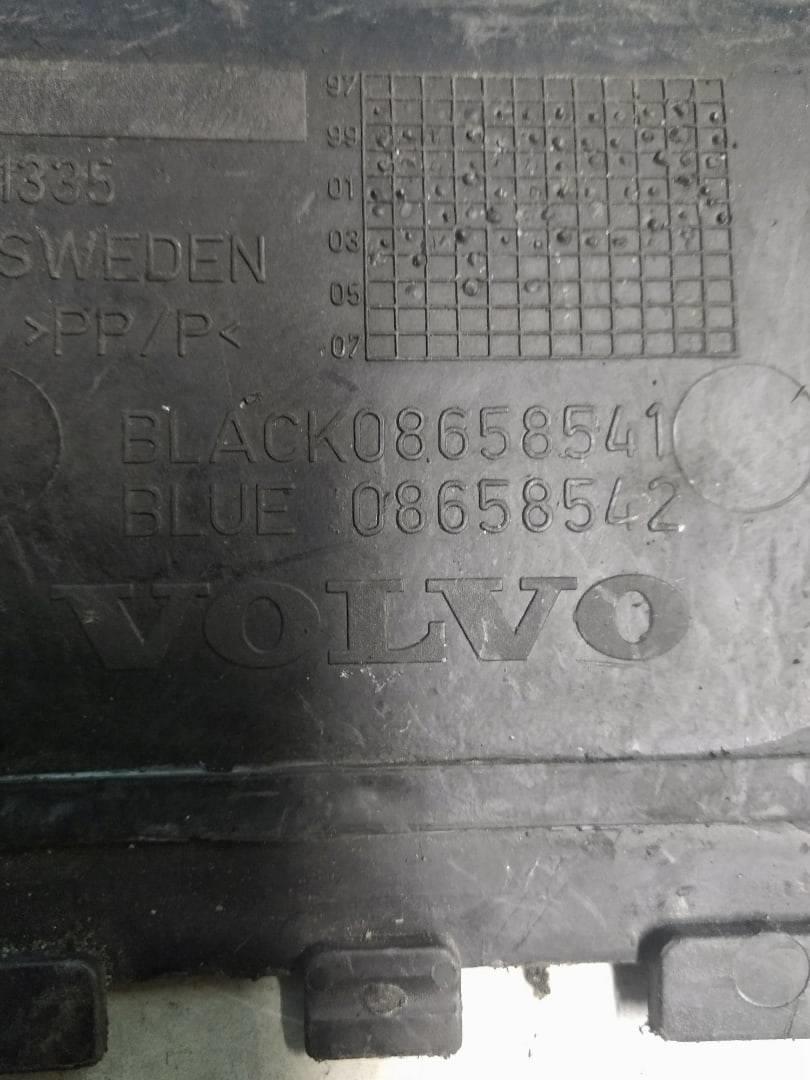 97
99
01
03
05
07
1335
SWEDEN
>PP/P<
BLACK08658541
BLUE 08658542
VOLVO